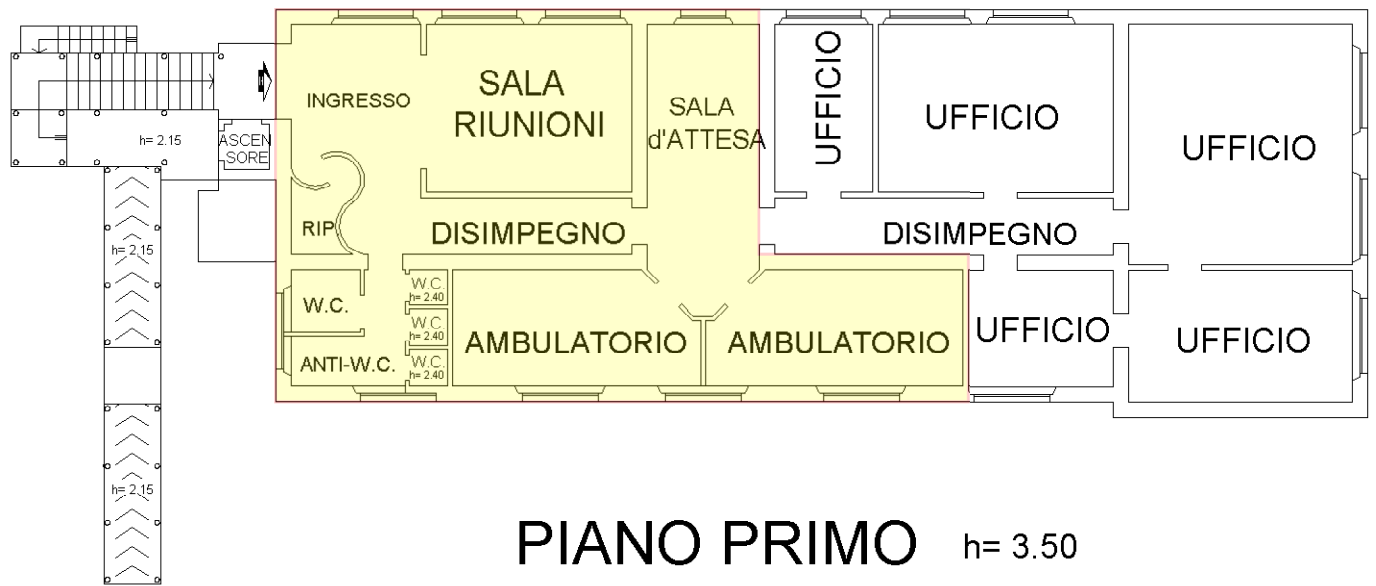 INGRESSO
SALA
RIUNIONI
SALA
d'ATTESA
UFFICIO
UFFICIO
UFFICIO
h= 2.15
ASCEN
SORE
RIP
DISIMPEGNO
DISIMPEGNO
h= 2.15
W.C.
W.C.
h= 2.40
W.C.
h= 2.40
ANTI-W.C.
W.C.
h= 2.40
AMBULATORIO
AMBULATORIO
UFFICIO
UFFICIO
h= 2.15
PIANO PRIMO h= 3.50